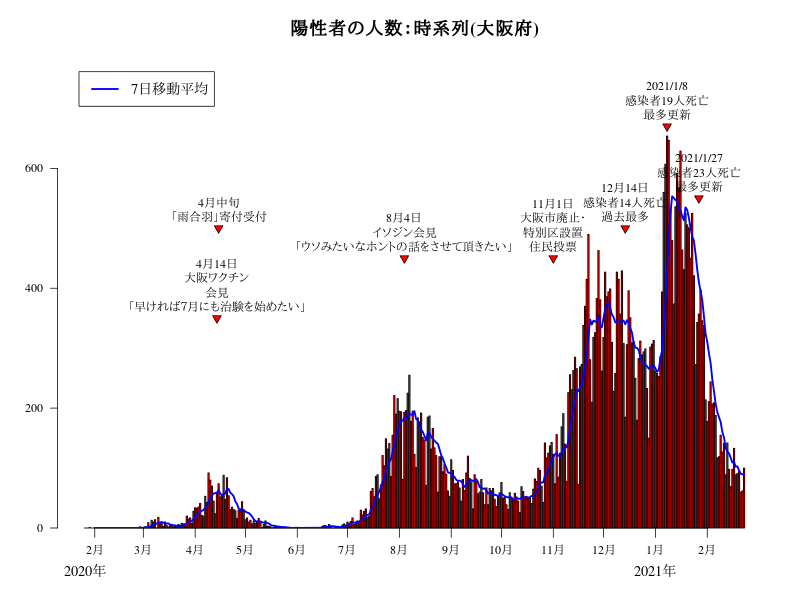 陽性者の人数:時系列(大阪府)
7日移動平均
2021/1/8
感染者19人死亡
最多更新
2021/1/27
感染者23人死亡
最多更新
12月14日
感染者14人死亡
過去最多
11月1日
大阪市廃止・
特別区設置
住民投票
8月4日
イソジン会見
「ウソみたいなホントの話をさせて頂きたい」
4月中旬
「雨合羽」寄付受付
4月14日
大阪ワクチン
会見
「早ければ7月にも治験を始めたい」
600
400
200
0
2月 3月 4月 5月 6月 7月 8月 9月 10月 11月 12月 1月 2月
2020年 2021年